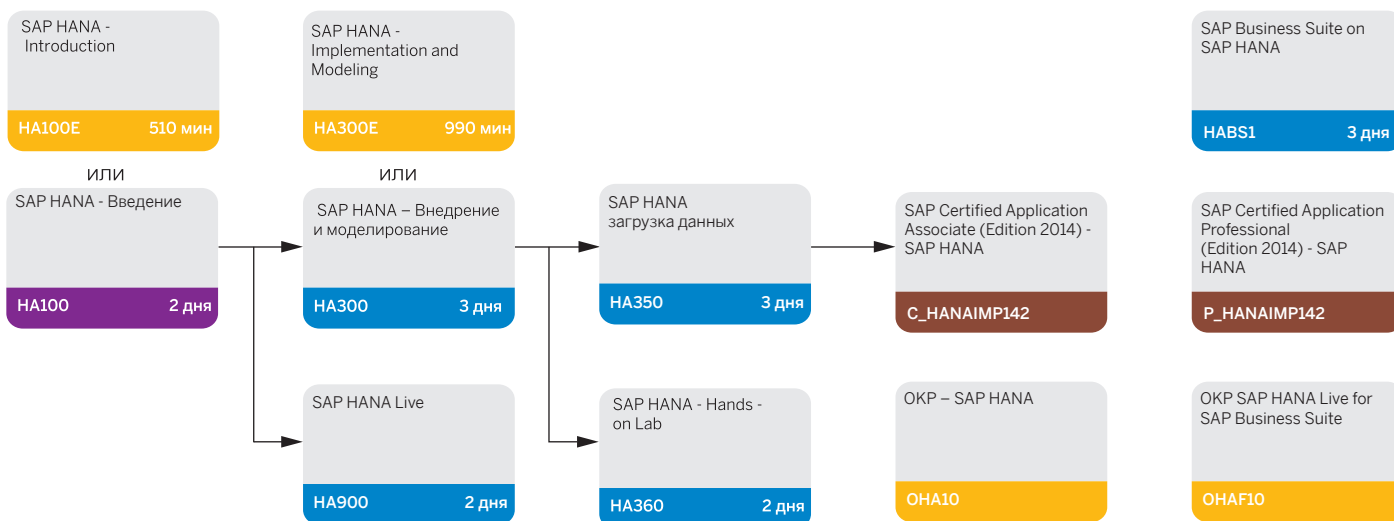 SAP HANA -
Introduction
HA100E 510 мин
SAP HANA -
Implementation and
Modeling
HA300E 990 мин
SAP Business Suite on
SAP HANA
HABS1 3 дня
ИЛИ
ИЛИ
SAP HANA - Введение
HA100 2 дня
SAP HANA – Внедрение
и моделирование
HA300 3 дня
SAP HANA
загрузка данных
HA350 3 дня
SAP Certified Application
Associate (Edition 2014) -
SAP HANA
C_HANAIMP142
SAP Certified Application
Professional
(Edition 2014) - SAP
HANA
P_HANAIMP142
SAP HANA Live
HA900 2 дня
SAP HANA - Hands -
on Lab
HA360 2 дня
OKP – SAP HANA
OHA10
OKP SAP HANA Live for
SAP Business Suite
OHAF10